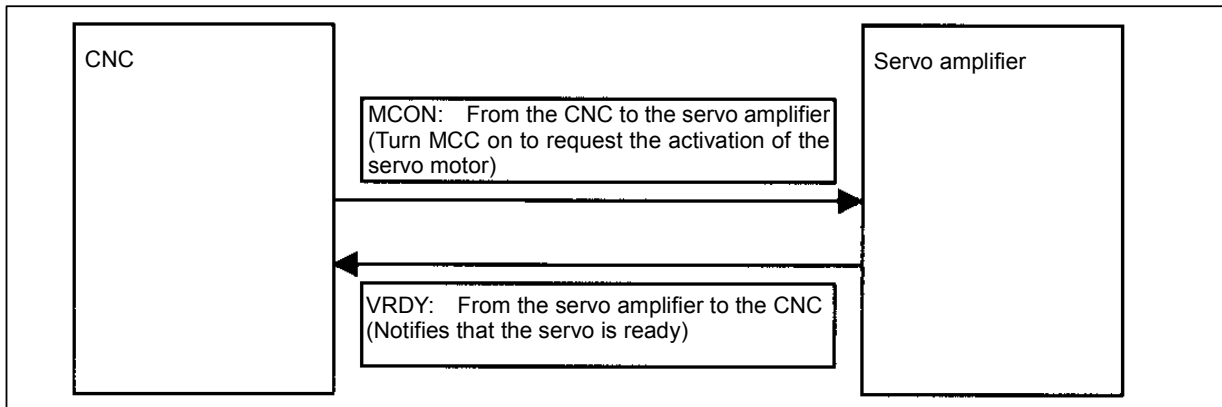 CNC
Servo amplifier
MCON: From the CNC to the servo amplifier
(Turn MCC on to request the activation of the
servo motor)
VRDY: From the servo amplifier to the CNC
(Notifies that the servo is ready)